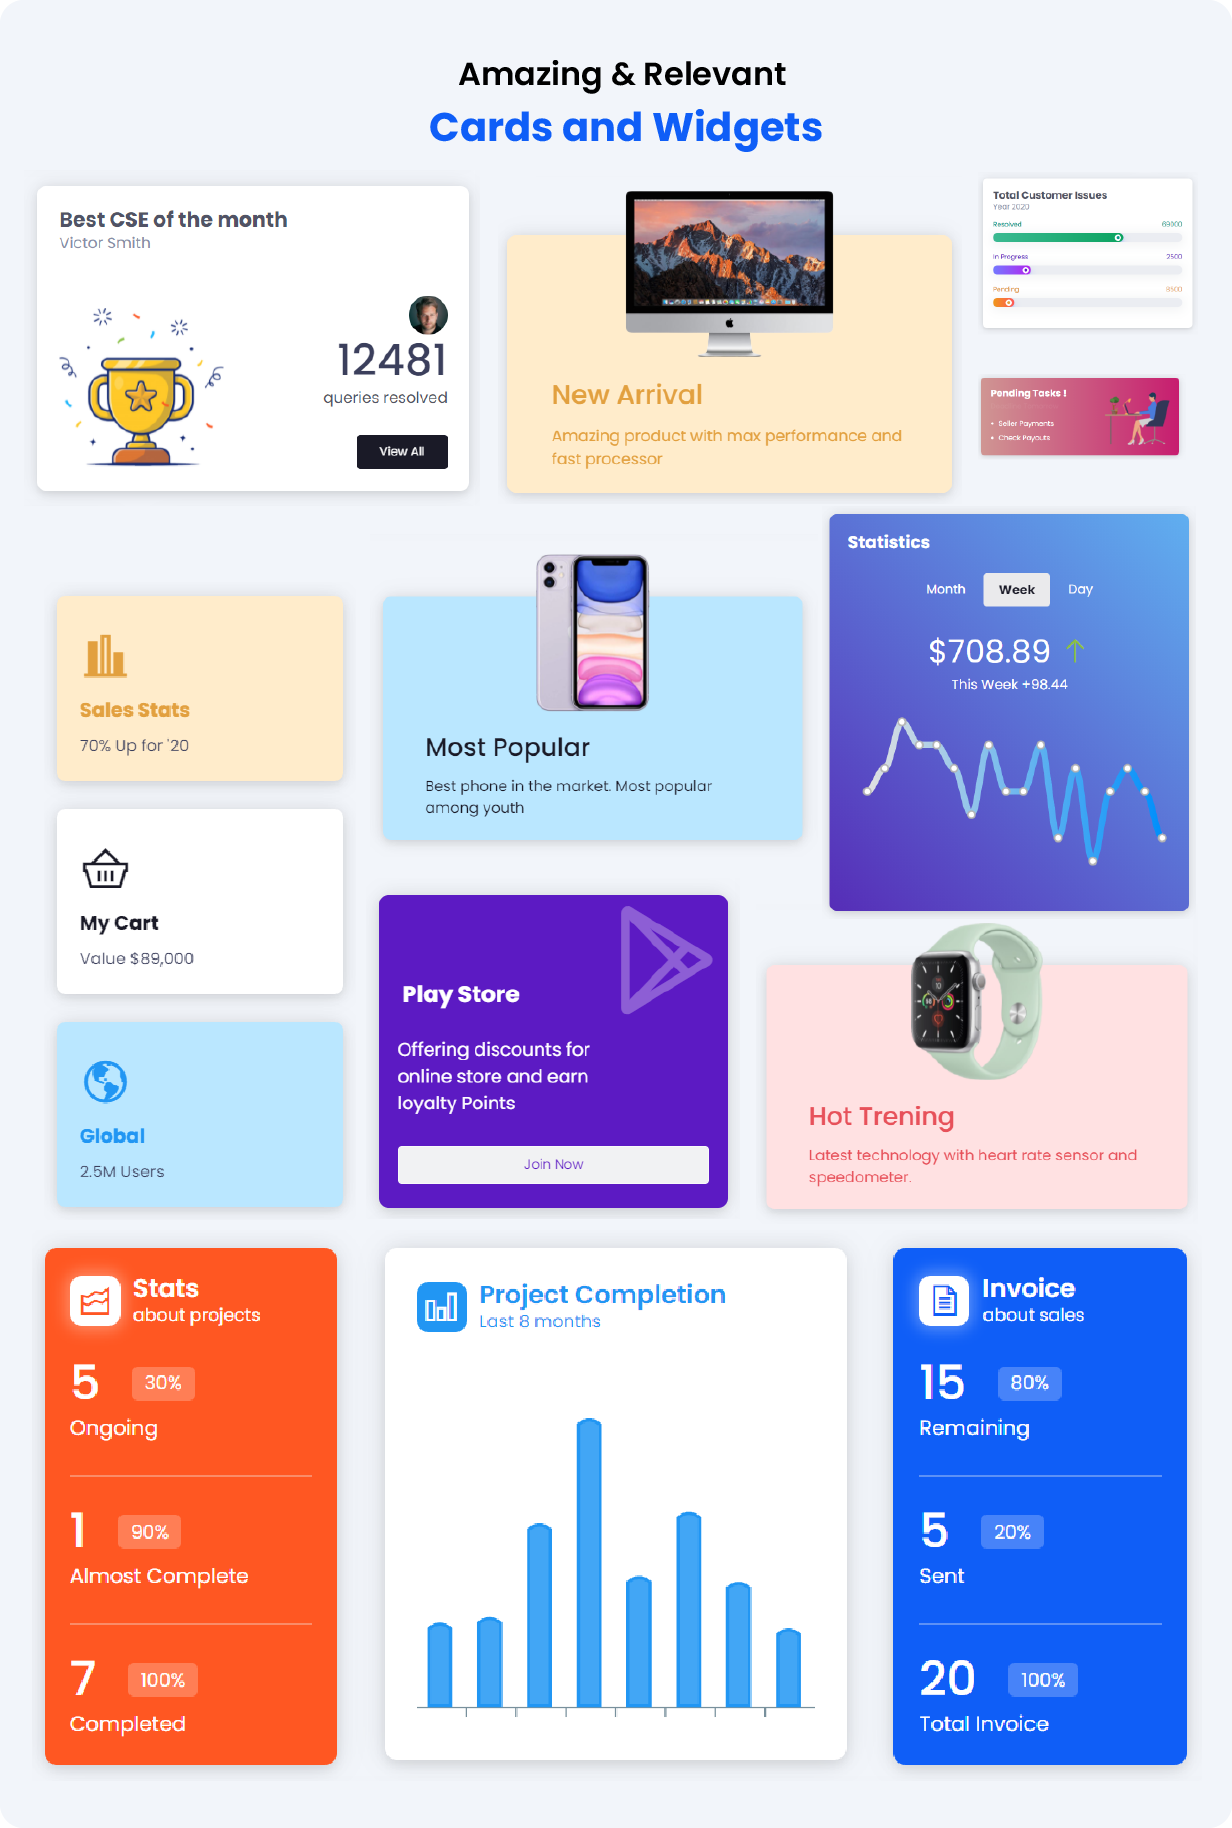 Amazing & Relevant
Cards and Widgets
Best CSE of the month
Victor Smith
12481
queries resolved
View All
New Arrival
Amazing product with max performance and
fast processor
Total Customer Issues
Year 2020
Resolved 69000
In Progress 2500
Pending 8500
Pending Tasks !
• Seller Payments
• Check Payouts
Sales Stats
70% Up for '20
My Cart
Value $89,000
Global
2.5M Users
Most Popular
Best phone in the market. Most popular
among youth
Statistics
Month Week Day
$708.89
This Week +98.44
Play Store
Offering discounts for
online store and earn
loyalty Points
Join Now
Hot Trening
Latest technology with heart rate sensor and
speedometer.
Stats
about projects
5 30%
Ongoing
1 90%
Almost Complete
7 100%
Completed
Project Completion
Last 8 months
Invoice
about sales
15 80%
Remaining
5 20%
Sent
20 100%
Total Invoice